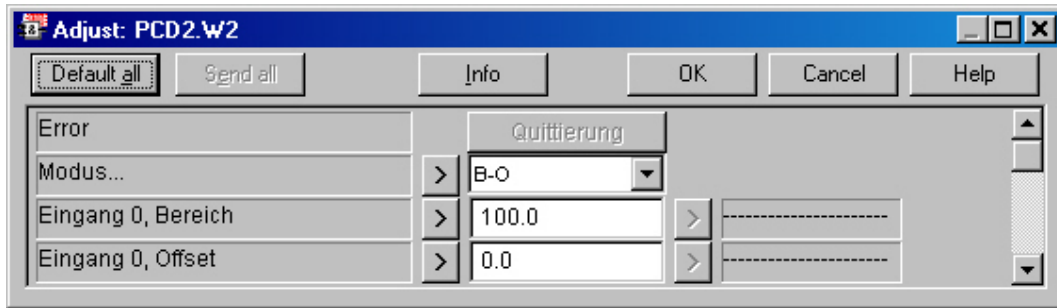 Adjust: PCD2.W2
Default all Send all Info OK Cancel Help
Error Quittierung
Modus... > B-O
Eingang 0, Bereich > 100.0 > ----------------------
Eingang 0, Offset > 0.0 > ----------------------